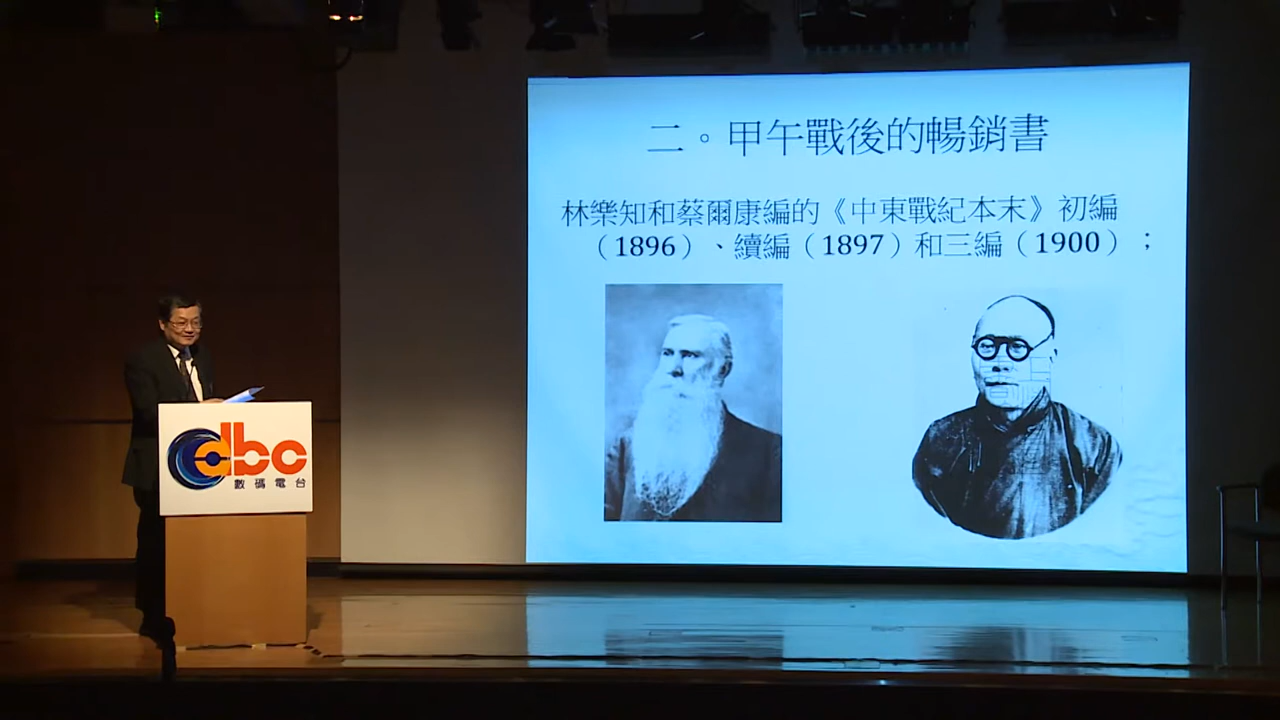 二。甲午戰後的暢銷書
林樂知和蔡爾康編的《中東戰紀本末》初編
（1896）、續編（1897）和三編（1900）；
dbc
數碼電台